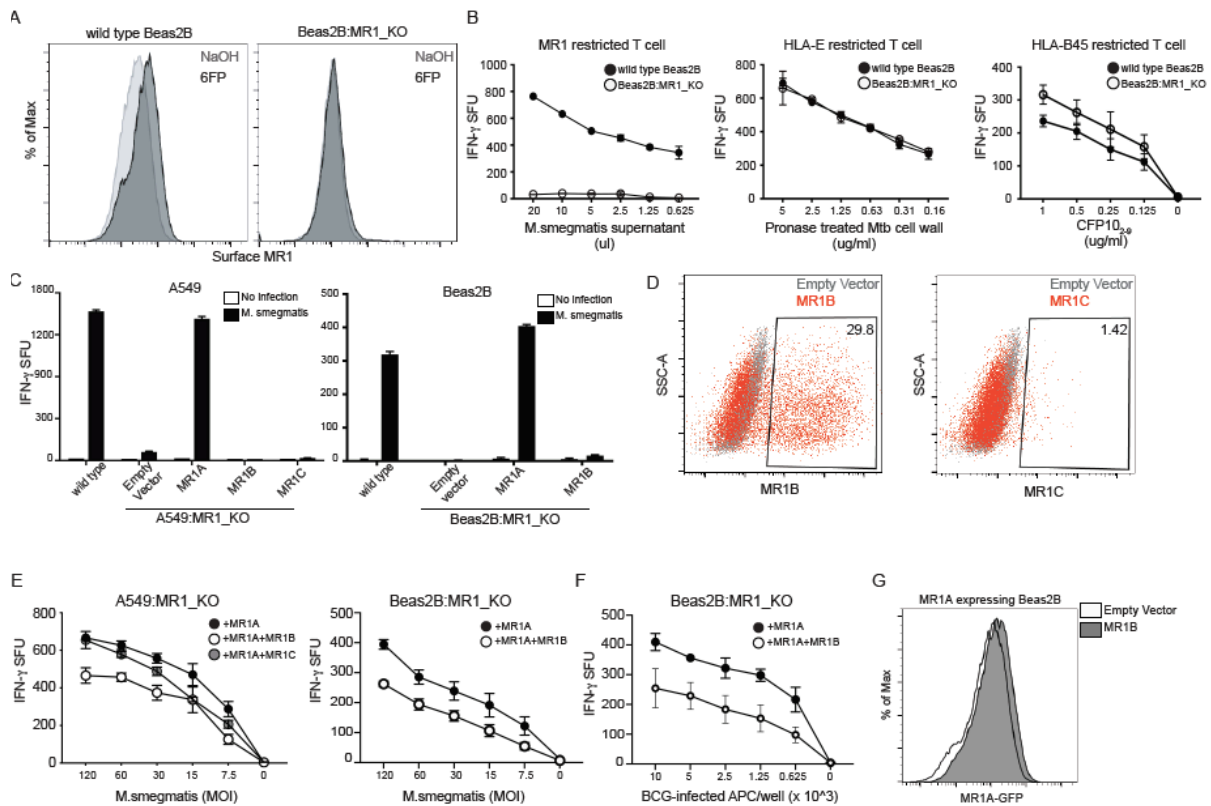 A
wild type Beas2B
NaOH
6FP
Beas2B:MR1_KO
NaOH
6FP
% of Max
Surface MR1
B
MR1 restricted T cell
wild type Beas2B
Beas2B:MR1_KO
IFN-γ SFU
1000
800
600
400
200
0
20 10 5 2.5 1.25 0.625
M.smegmatis supernatant
(ul)
HLA-E restricted T cell
wild type Beas2B
Beas2B:MR1_KO
IFN-γ SFU
800
600
400
200
0
5 2.5 1.25 0.63 0.31 0.16
Pronase treated Mtb cell wall
(ug/ml)
HLA-B45 restricted T cell
wild type Beas2B
Beas2B:MR1_KO
IFN-γ SFU
400
300
200
100
0
1 0.5 0.25 0.125 0
CFP10₂₋₉
(ug/ml)
C
A549
No Infection
M. smegmatis
IFN-γ SFU
1800
1500
1200
900
600
300
0
wild type
Empty
Vector
MR1A
MR1B
MR1C
A549:MR1_KO
Beas2B
No Infection
M. smegmatis
500
400
300
200
100
0
wild type
Empty
vector
MR1A
MR1B
Beas2B:MR1_KO
D
Empty Vector
MR1B
29.8
SSC-A
MR1B
Empty Vector
MR1C
1.42
SSC-A
MR1C
E
A549:MR1_KO
+MR1A
+MR1A+MR1B
+MR1A+MR1C
IFN-γ SFU
800
600
400
200
0
120 60 30 15 7.5 0
M.smegmatis (MOI)
Beas2B:MR1_KO
+MR1A
+MR1A+MR1B
500
400
300
200
100
0
120 60 30 15 7.5 0
M.smegmatis (MOI)
F
Beas2B:MR1_KO
+MR1A
+MR1A+MR1B
IFN-γ SFU
500
400
300
200
100
0
10 5 2.5 1.25 0.625 0
BCG-infected APC/well (x 10^3)
G
MR1A expressing Beas2B
Empty Vector
MR1B
% of Max
MR1A-GFP